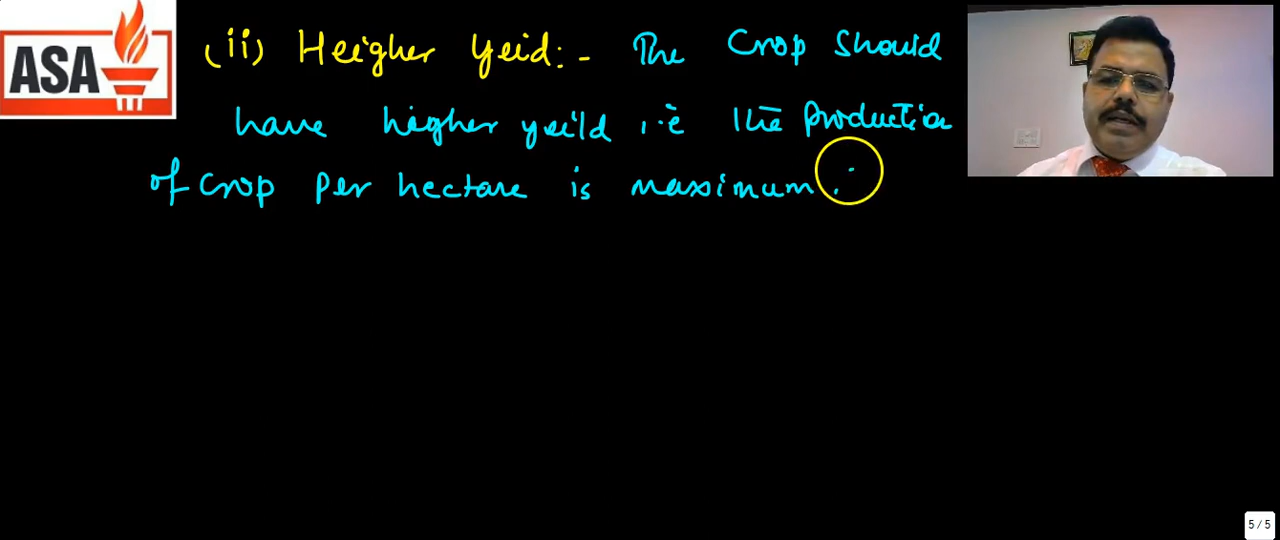 ASA
(ii) Heigher Yeid:- The Crop Should
have heigher yeild i.e the production
of crop per hectare is maximum.
5/5